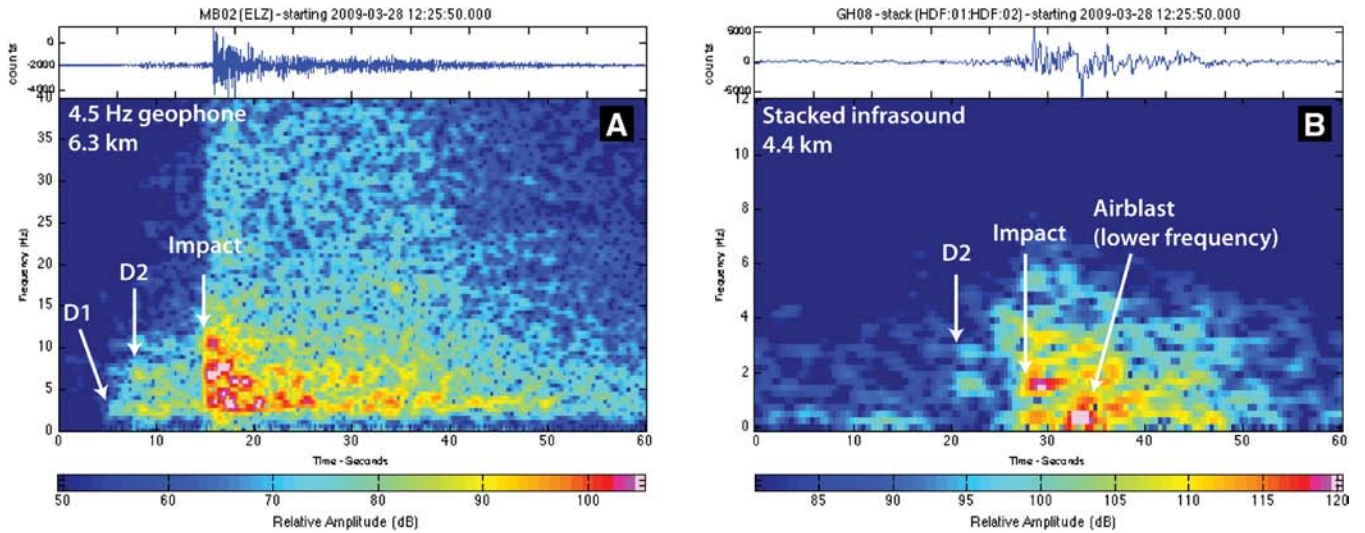 MB02 (ELZ) - starting 2009-03-28 12:25:50.000
counts
0
-2000
-4000
40
35
30
25
20
15
10
5
0
Frequency (Hz)
4.5 Hz geophone
6.3 km
A
D1
D2
Impact
0 10 20 30 40 50 60
Time - Seconds
50 60 70 80 90 100
Relative Amplitude (dB)
GH08 - stack (HDF:01:HDF:02) - starting 2009-03-28 12:25:50.000
counts
5000
0
-5000
12
10
8
6
4
2
0
Frequency (Hz)
Stacked infrasound
4.4 km
B
D2
Impact
Airblast
(lower frequency)
0 10 20 30 40 50 60
Time - Seconds
85 90 95 100 105 110 115 120
Relative Amplitude (dB)